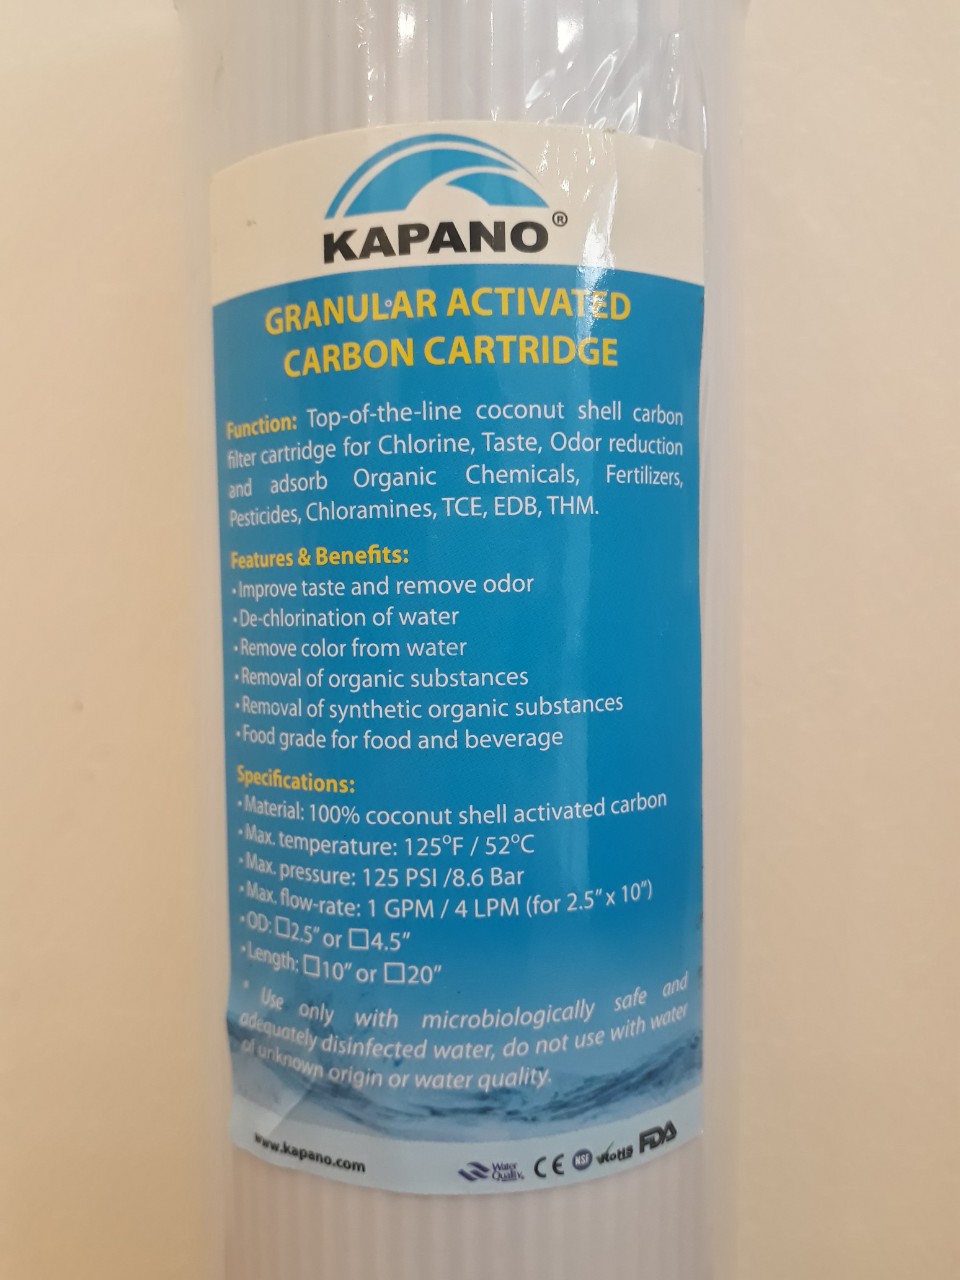 KAPANO®
GRANULAR ACTIVATED
CARBON CARTRIDGE
Function: Top-of-the-line coconut shell carbon
filter cartridge for Chlorine, Taste, Odor reduction
and adsorb Organic Chemicals, Fertilizers,
Pesticides, Chloramines, TCE, EDB, THM.
Features & Benefits:
• Improve taste and remove odor
• De-chlorination of water
• Remove color from water
• Removal of organic substances
• Removal of synthetic organic substances
• Food grade for food and beverage
Specifications:
• Material: 100% coconut shell activated carbon
• Max. temperature: 125°F / 52°C
• Max. pressure: 125 PSI /8.6 Bar
• Max. flow-rate: 1 GPM / 4 LPM (for 2.5" x 10")
• OD: ☐2.5" or ☐4.5"
• Length: ☐10" or ☐20"
* Use only with microbiologically safe and
adequately disinfected water, do not use with water
of unknown origin or water quality.
www.kapano.com
Water
Quality
CE NSF RoHS FDA